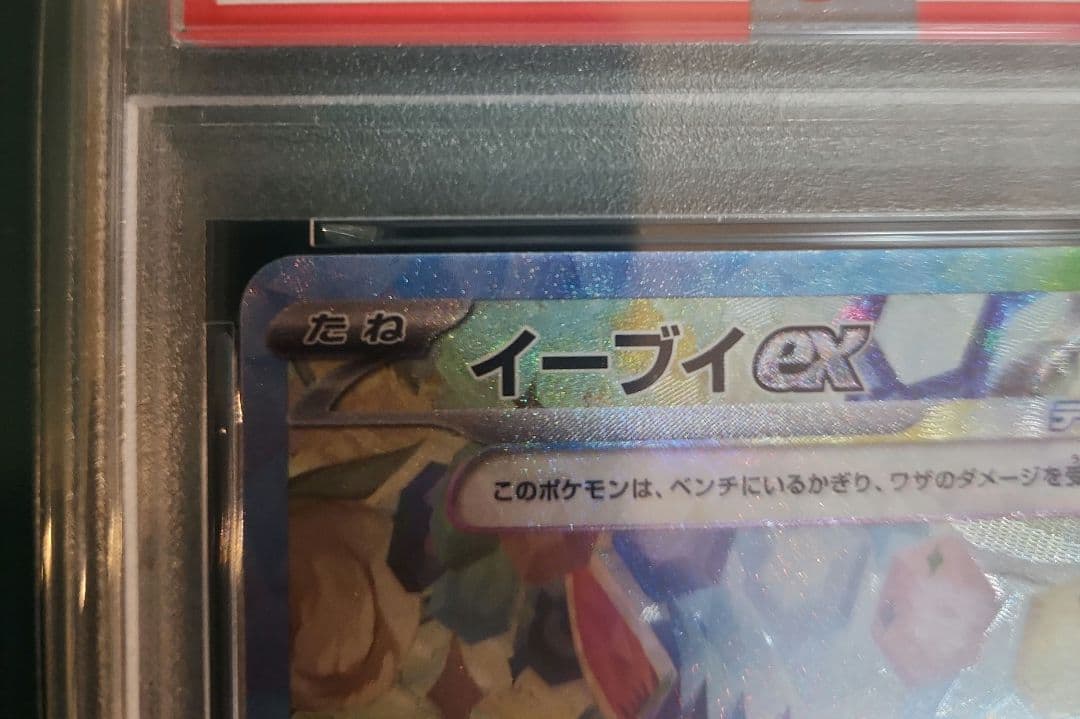 たね
イーブイex
このポケモンは、ベンチにいるかぎり、ワザのダメージを受